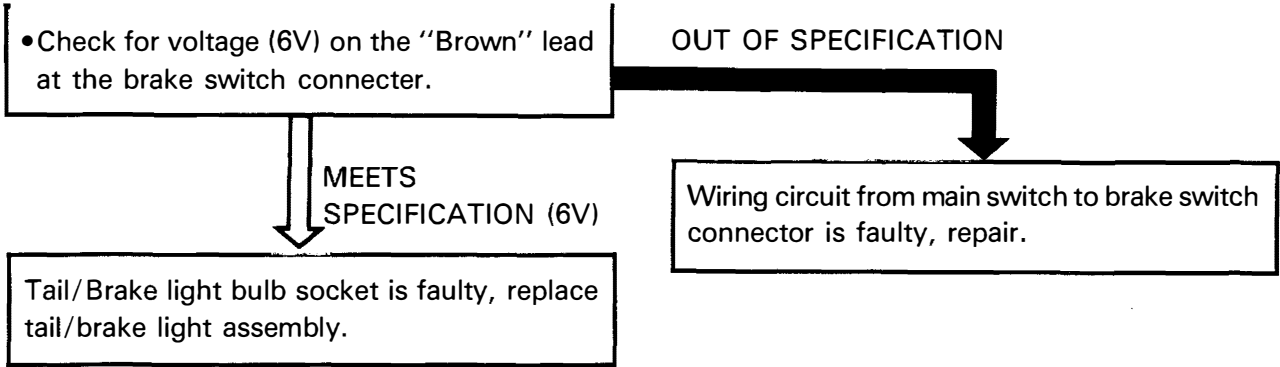 •Check for voltage (6V) on the "Brown" lead
at the brake switch connecter.
OUT OF SPECIFICATION
MEETS
SPECIFICATION (6V)
Wiring circuit from main switch to brake switch
connector is faulty, repair.
Tail/Brake light bulb socket is faulty, replace
tail/brake light assembly.